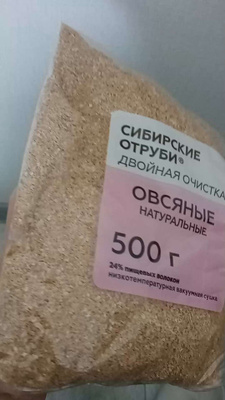 СИБИРСКИЕ
ОТРУБИ®
ДВОЙНАЯ ОЧИСТКА
ОВСЯНЫЕ
НАТУРАЛЬНЫЕ
500 г
24% пищевых волокон
низкотемпературная вакуумная сушка